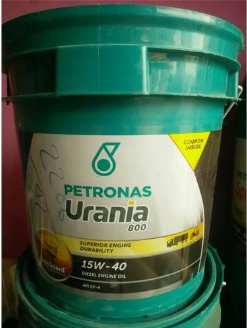 COUPON
INSIDE
PETRONAS
Urania
800
SUPERIOR ENGINE
DURABILITY
15W-40
DIESEL ENGINE OIL